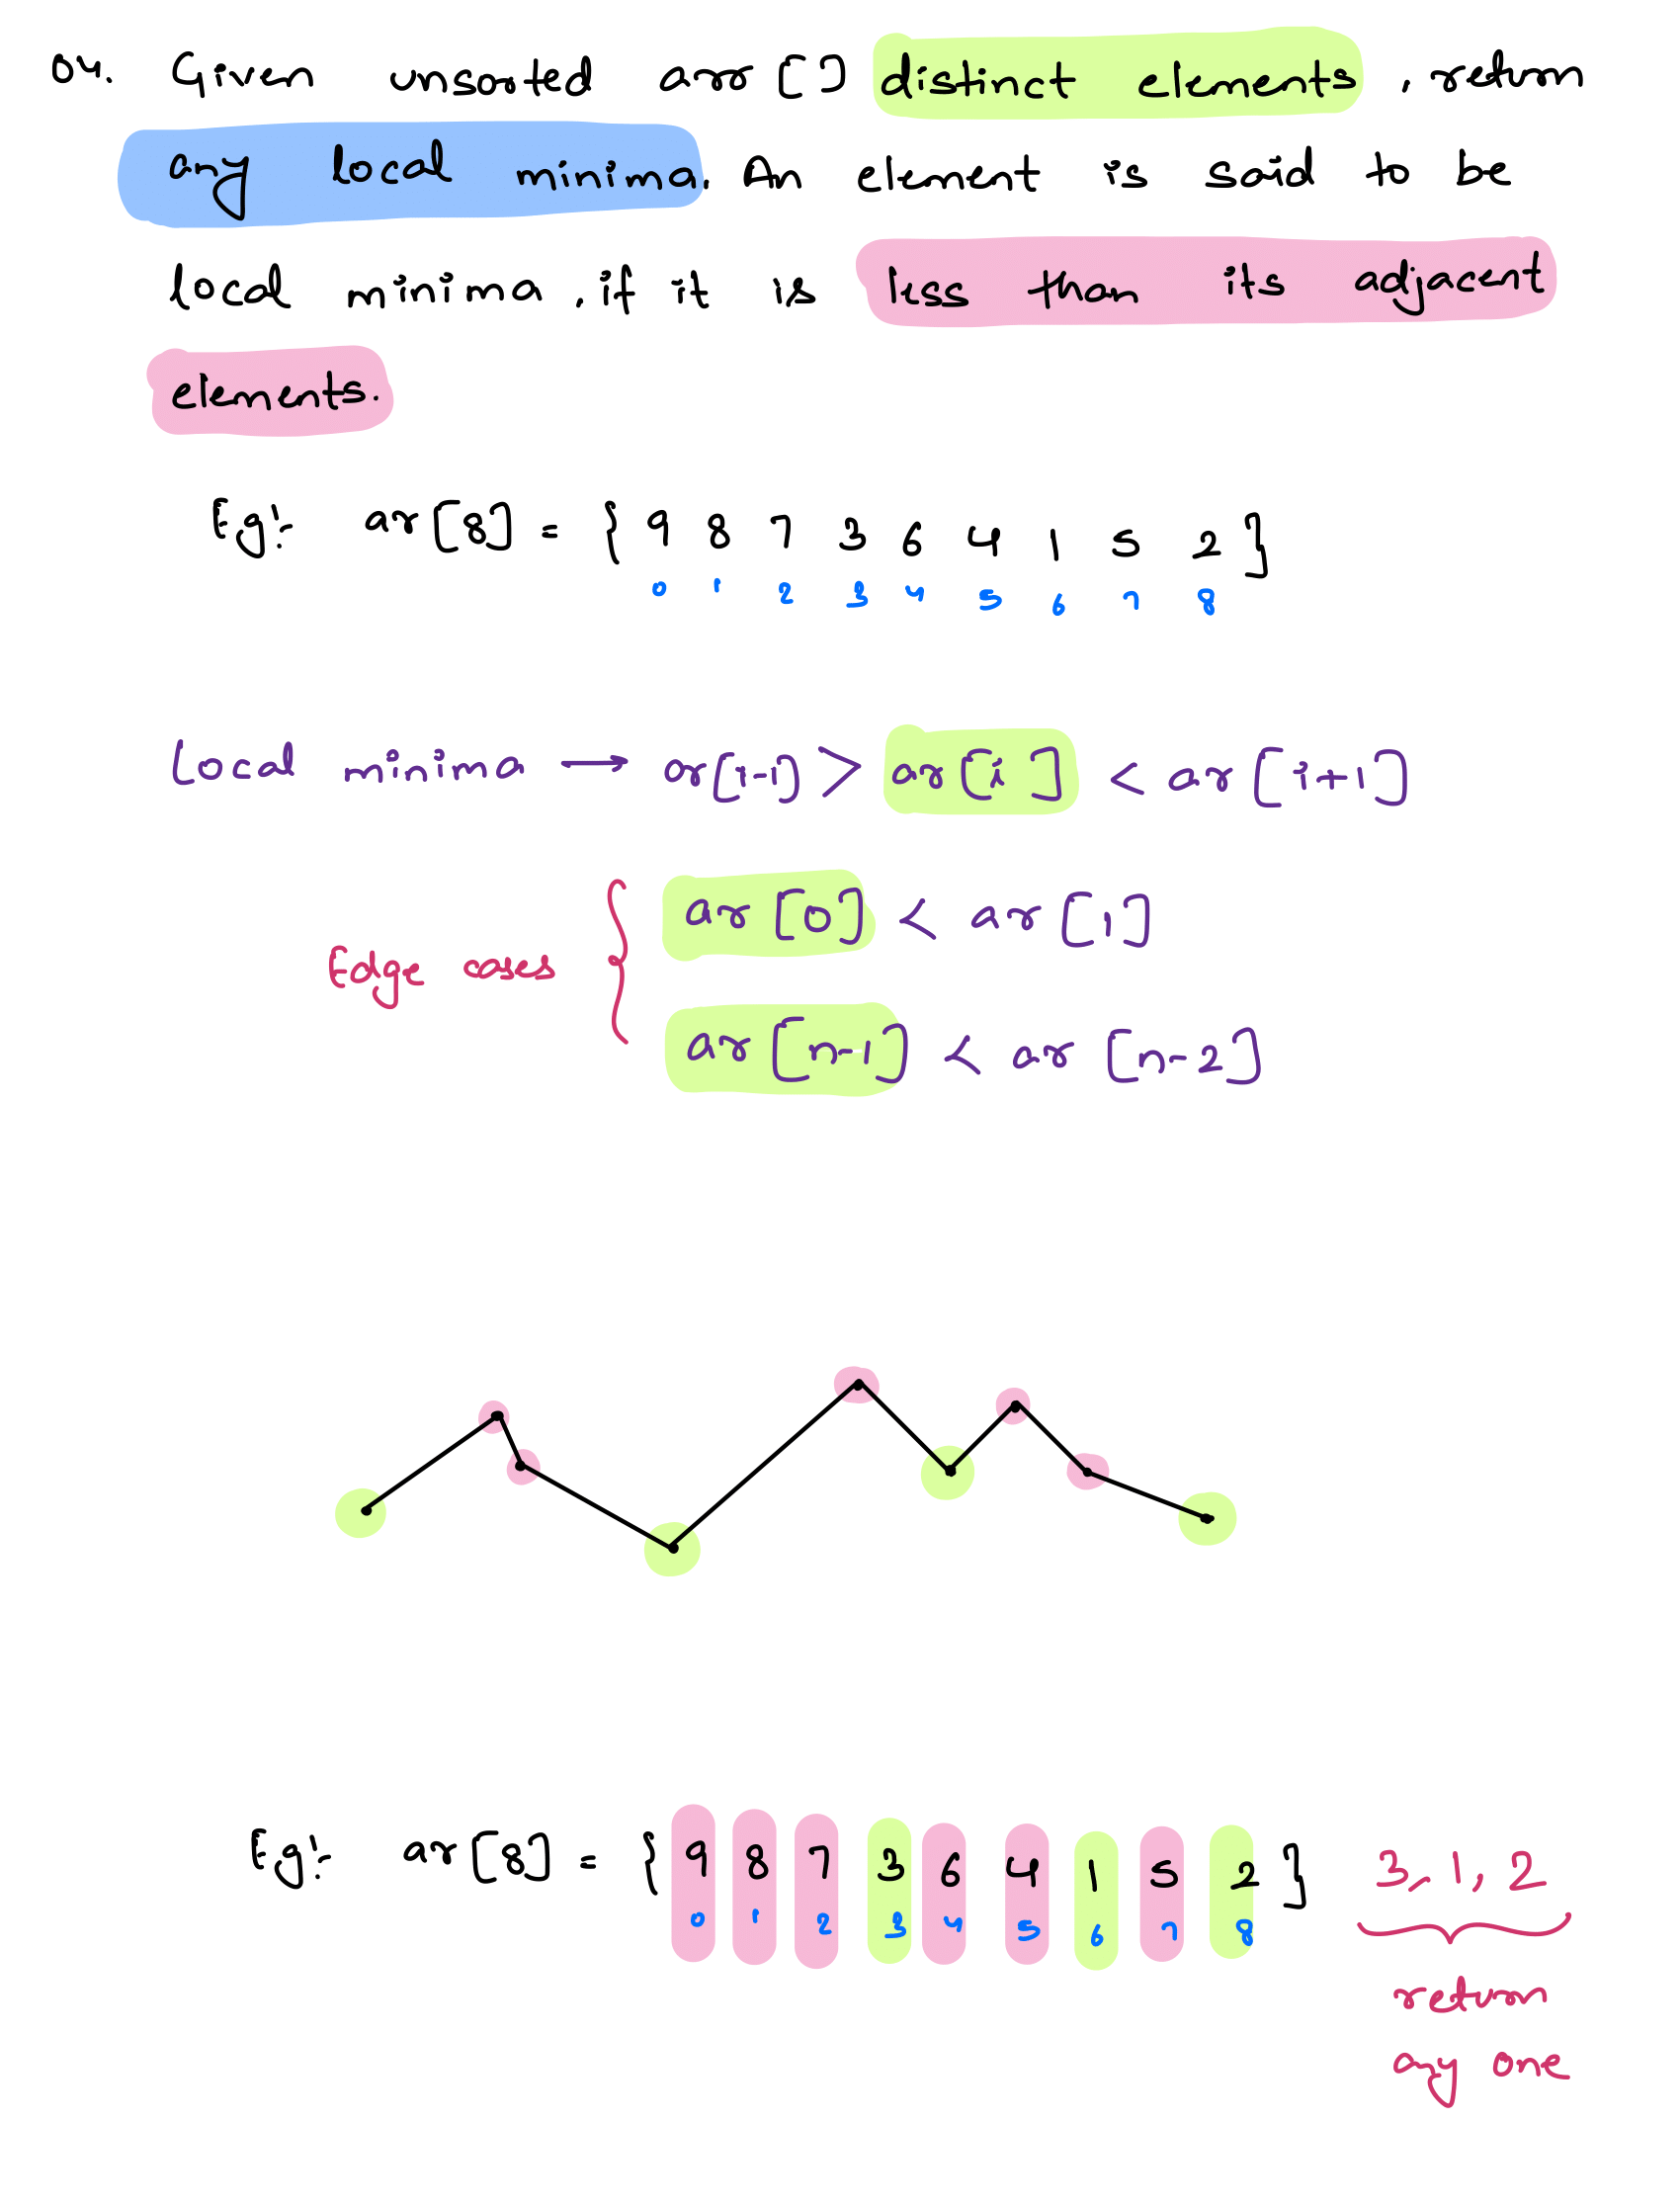 04. Given unsorted arr [] distinct elements, return
any local minima. An element is said to be
local minima, if it is less than its adjacent
elements.
Eg:- ar[8] = { 9 8 7 3 6 4 1 5 2 }
0 1 2 3 4 5 6 7 8
Local minima → ar[i-1] > ar[i] < ar[i+1]
Edge cases { ar[0] < ar[1]
ar[n-1] < ar[n-2]
Eg:- ar[8] = { 9 8 7 3 6 4 1 5 2 } 3, 1, 2
0 1 2 3 4 5 6 7 8
return
any one